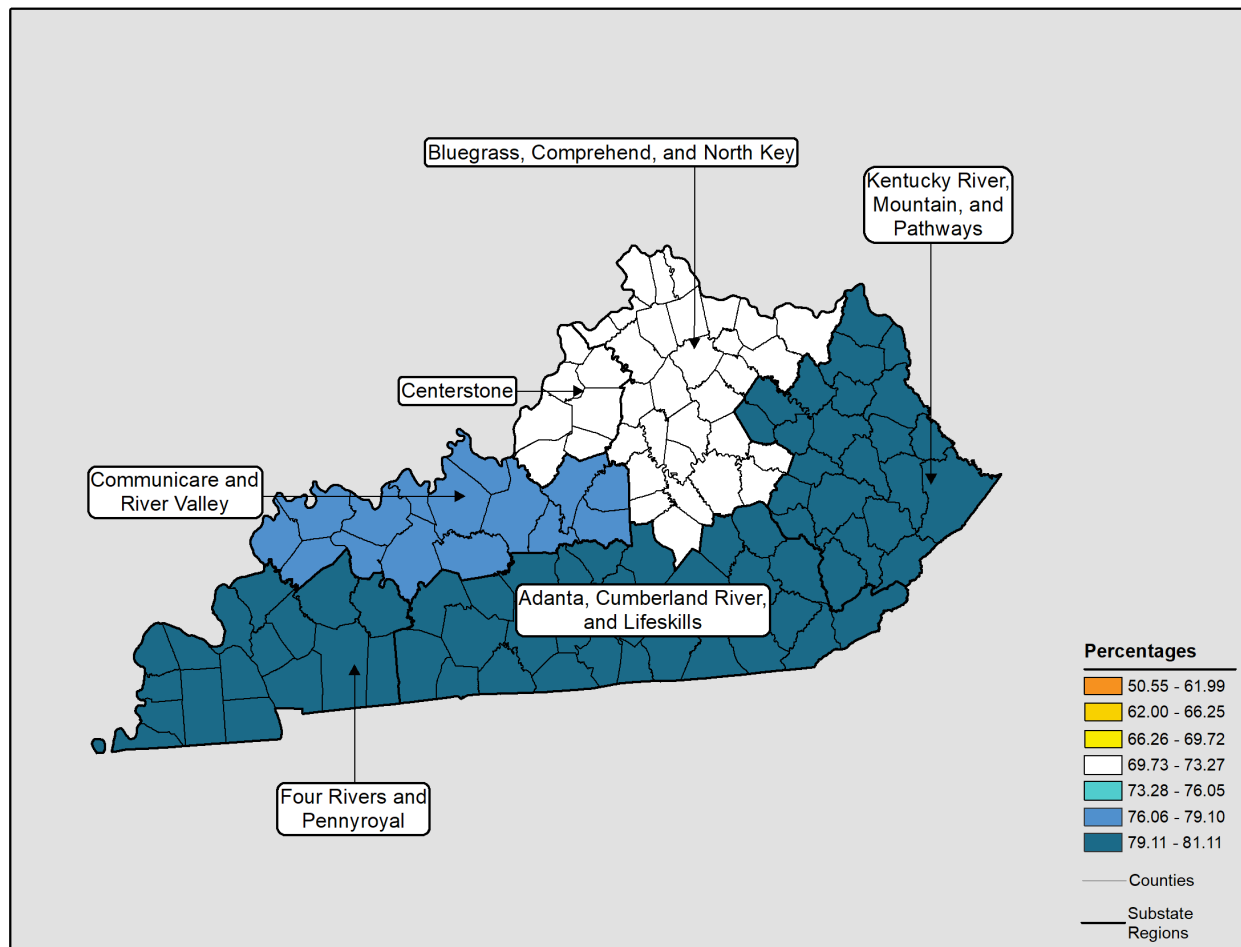 Bluegrass, Comprehend, and North Key
Kentucky River,
Mountain, and
Pathways
Centerstone
Communicare and
River Valley
Adanta, Cumberland River,
and Lifeskills
Four Rivers and
Pennyroyal
Percentages
50.55 - 61.99
62.00 - 66.25
66.26 - 69.72
69.73 - 73.27
73.28 - 76.05
76.06 - 79.10
79.11 - 81.11
Counties
Substate
Regions